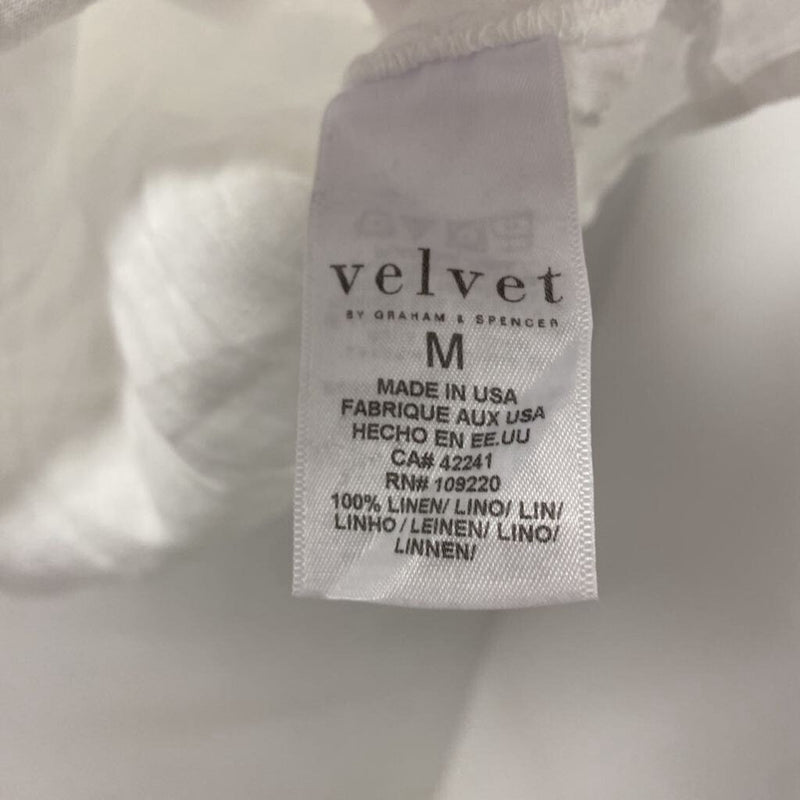 velvet
BY GRAHAM & SPENCER
M
MADE IN USA
FABRIQUE AUX USA
HECHO EN EE.UU
CA# 42241
RN# 109220
100% LINEN/ LINO/ LIN/
LINHO/ LEINEN/ LINO/
LINNEN/